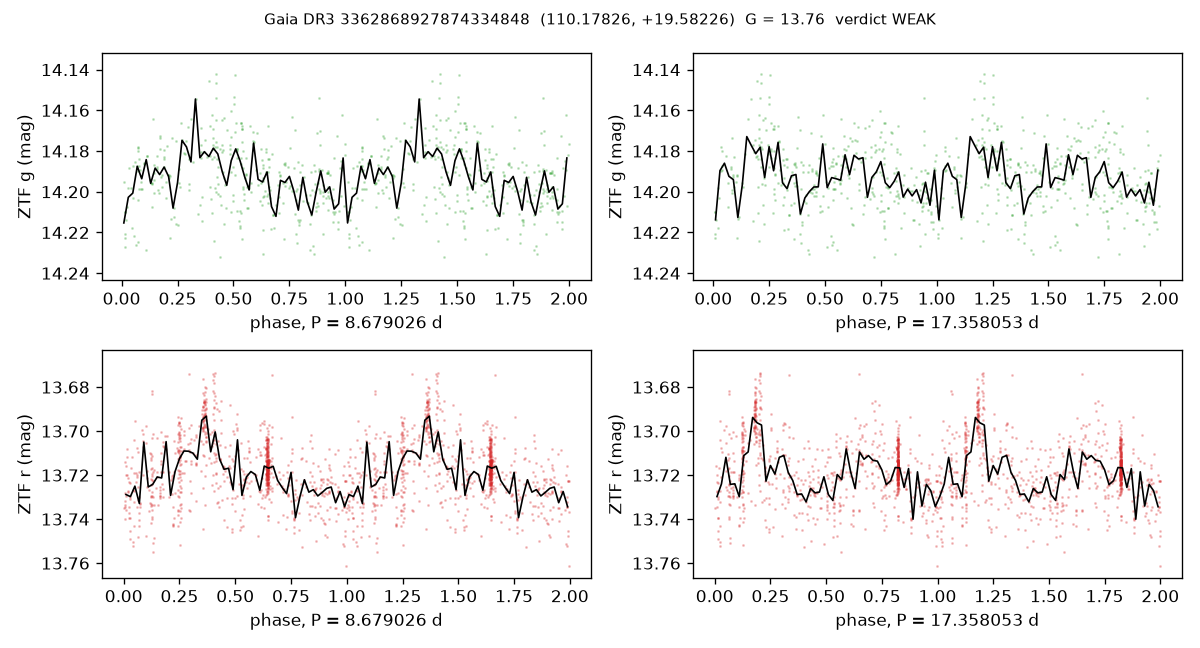 Gaia DR3 3362868927874334848 (110.17826, +19.58226) G = 13.76 verdict WEAK
ZTF g (mag)
14.14
14.16
14.18
14.20
14.22
14.24
0.00 0.25 0.50 0.75 1.00 1.25 1.50 1.75 2.00
phase, P = 8.679026 d
ZTF g (mag)
14.14
14.16
14.18
14.20
14.22
14.24
0.00 0.25 0.50 0.75 1.00 1.25 1.50 1.75 2.00
phase, P = 17.358053 d
ZTF r (mag)
13.68
13.70
13.72
13.74
13.76
0.00 0.25 0.50 0.75 1.00 1.25 1.50 1.75 2.00
phase, P = 8.679026 d
ZTF r (mag)
13.68
13.70
13.72
13.74
13.76
0.00 0.25 0.50 0.75 1.00 1.25 1.50 1.75 2.00
phase, P = 17.358053 d